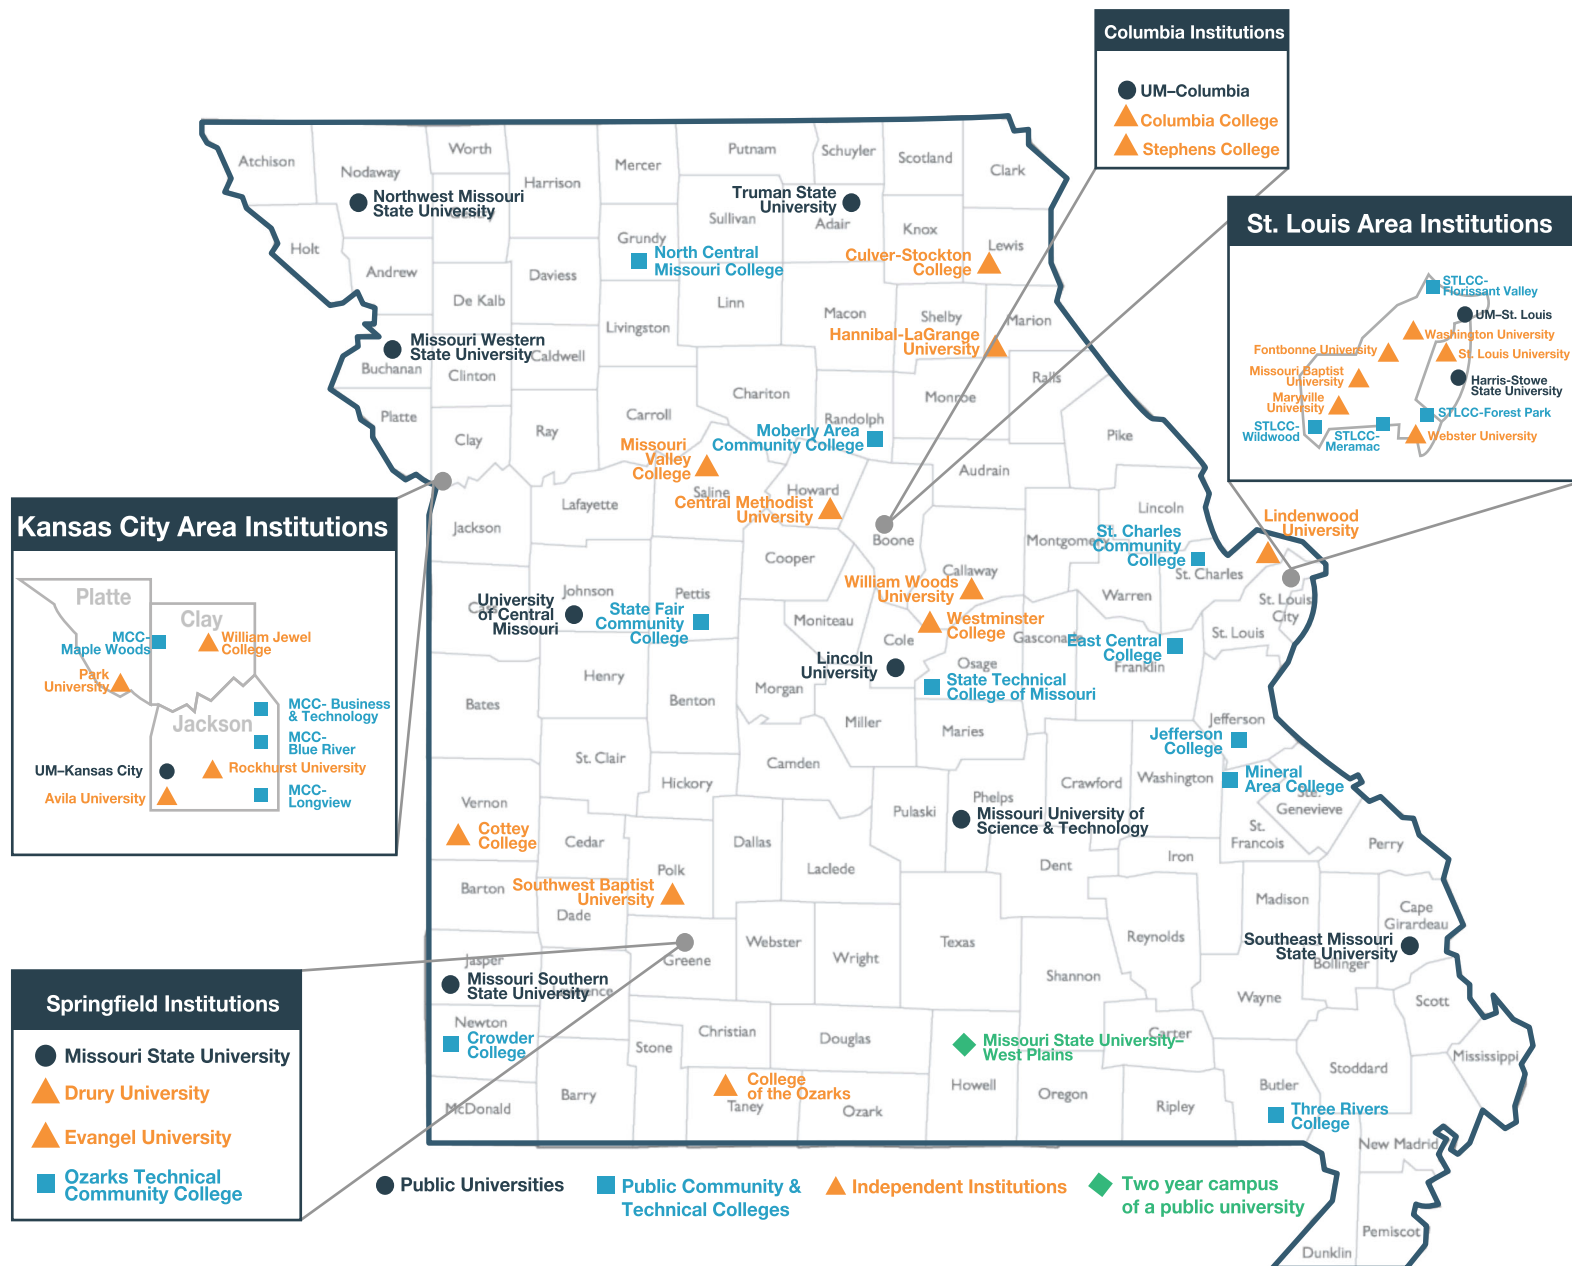 Columbia Institutions
UM–Columbia
Columbia College
Stephens College
St. Louis Area Institutions
STLCC-
Florissant Valley
UM–St. Louis
Washington University
Fontbonne University
St. Louis University
Missouri Baptist
University
Harris-Stowe
State University
Maryville
University
STLCC-Forest Park
STLCC-
Wildwood
STLCC-
Meramac
Webster University
Atchison
Nodaway
Worth
Harrison
Mercer
Putnam
Schuyler
Scotland
Clark
Northwest Missouri
State University
Gentry
Truman State
University
Sullivan
Adair
Knox
Lewis
Holt
Grundy
North Central
Missouri College
Culver-Stockton
College
Andrew
De Kalb
Daviess
Linn
Macon
Shelby
Marion
Livingston
Hannibal-LaGrange
University
Missouri Western
State University
Caldwell
Buchanan
Clinton
Ralls
Monroe
Chariton
Platte
Clay
Ray
Carroll
Randolph
Moberly Area
Community College
Pike
Missouri
Valley
College
Saline
Audrain
Howard
Central Methodist
University
Lafayette
Jackson
Boone
Lincoln
Lindenwood
University
Montgomery
St. Charles
Community
College
St. Charles
Cooper
Callaway
William Woods
University
Warren
St. Louis
City
Johnson
Cass
University
of Central
Missouri
Pettis
State Fair
Community
College
Moniteau
Westminster
College
Cole
Gasconade
East Central
College
Franklin
St. Louis
Lincoln
University
Osage
State Technical
College of Missouri
Henry
Benton
Morgan
Miller
Maries
Bates
Jefferson
Jefferson
College
St. Clair
Hickory
Camden
Crawford
Washington
Mineral
Area College
Ste.
Genevieve
Vernon
Pulaski
Phelps
Missouri University of
Science & Technology
Cottey
College
Cedar
Dallas
St.
Francois
Perry
Polk
Laclede
Dent
Iron
Barton
Southwest Baptist
University
Dade
Madison
Cape
Girardeau
Webster
Wright
Texas
Reynolds
Southeast Missouri
State University
Bollinger
Greene
Jasper
Missouri Southern
State University
Lawrence
Shannon
Wayne
Scott
Newton
Crowder
College
Christian
Stone
Douglas
Missouri State University–
West Plains
Carter
Mississippi
Stoddard
Howell
Oregon
Butler
Barry
McDonald
College
of the Ozarks
Taney
Ozark
Ripley
Three Rivers
College
New Madrid
Pemiscot
Dunklin
Kansas City Area Institutions
Platte
Clay
MCC-
Maple Woods
William Jewel
College
Park
University
Jackson
MCC- Business
& Technology
MCC-
Blue River
UM–Kansas City
Rockhurst University
Avila University
MCC-
Longview
Springfield Institutions
Missouri State University
Drury University
Evangel University
Ozarks Technical
Community College
Public Universities
Public Community &
Technical Colleges
Independent Institutions
Two year campus
of a public university